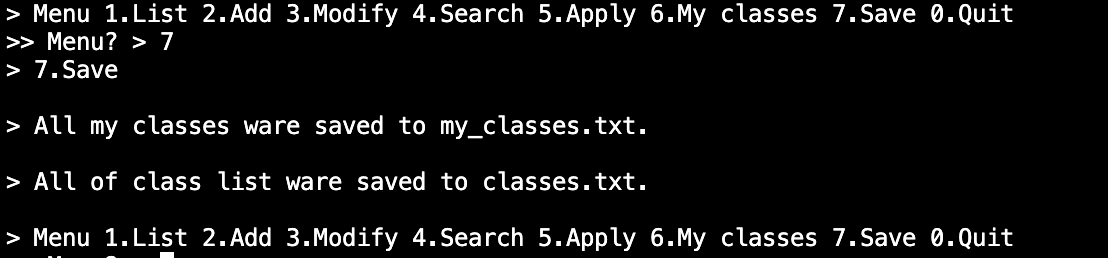 > Menu 1.List 2.Add 3.Modify 4.Search 5.Apply 6.My classes 7.Save 0.Quit
>> Menu? > 7
> 7.Save
> All my classes ware saved to my_classes.txt.
> All of class list ware saved to classes.txt.
> Menu 1.List 2.Add 3.Modify 4.Search 5.Apply 6.My classes 7.Save 0.Quit